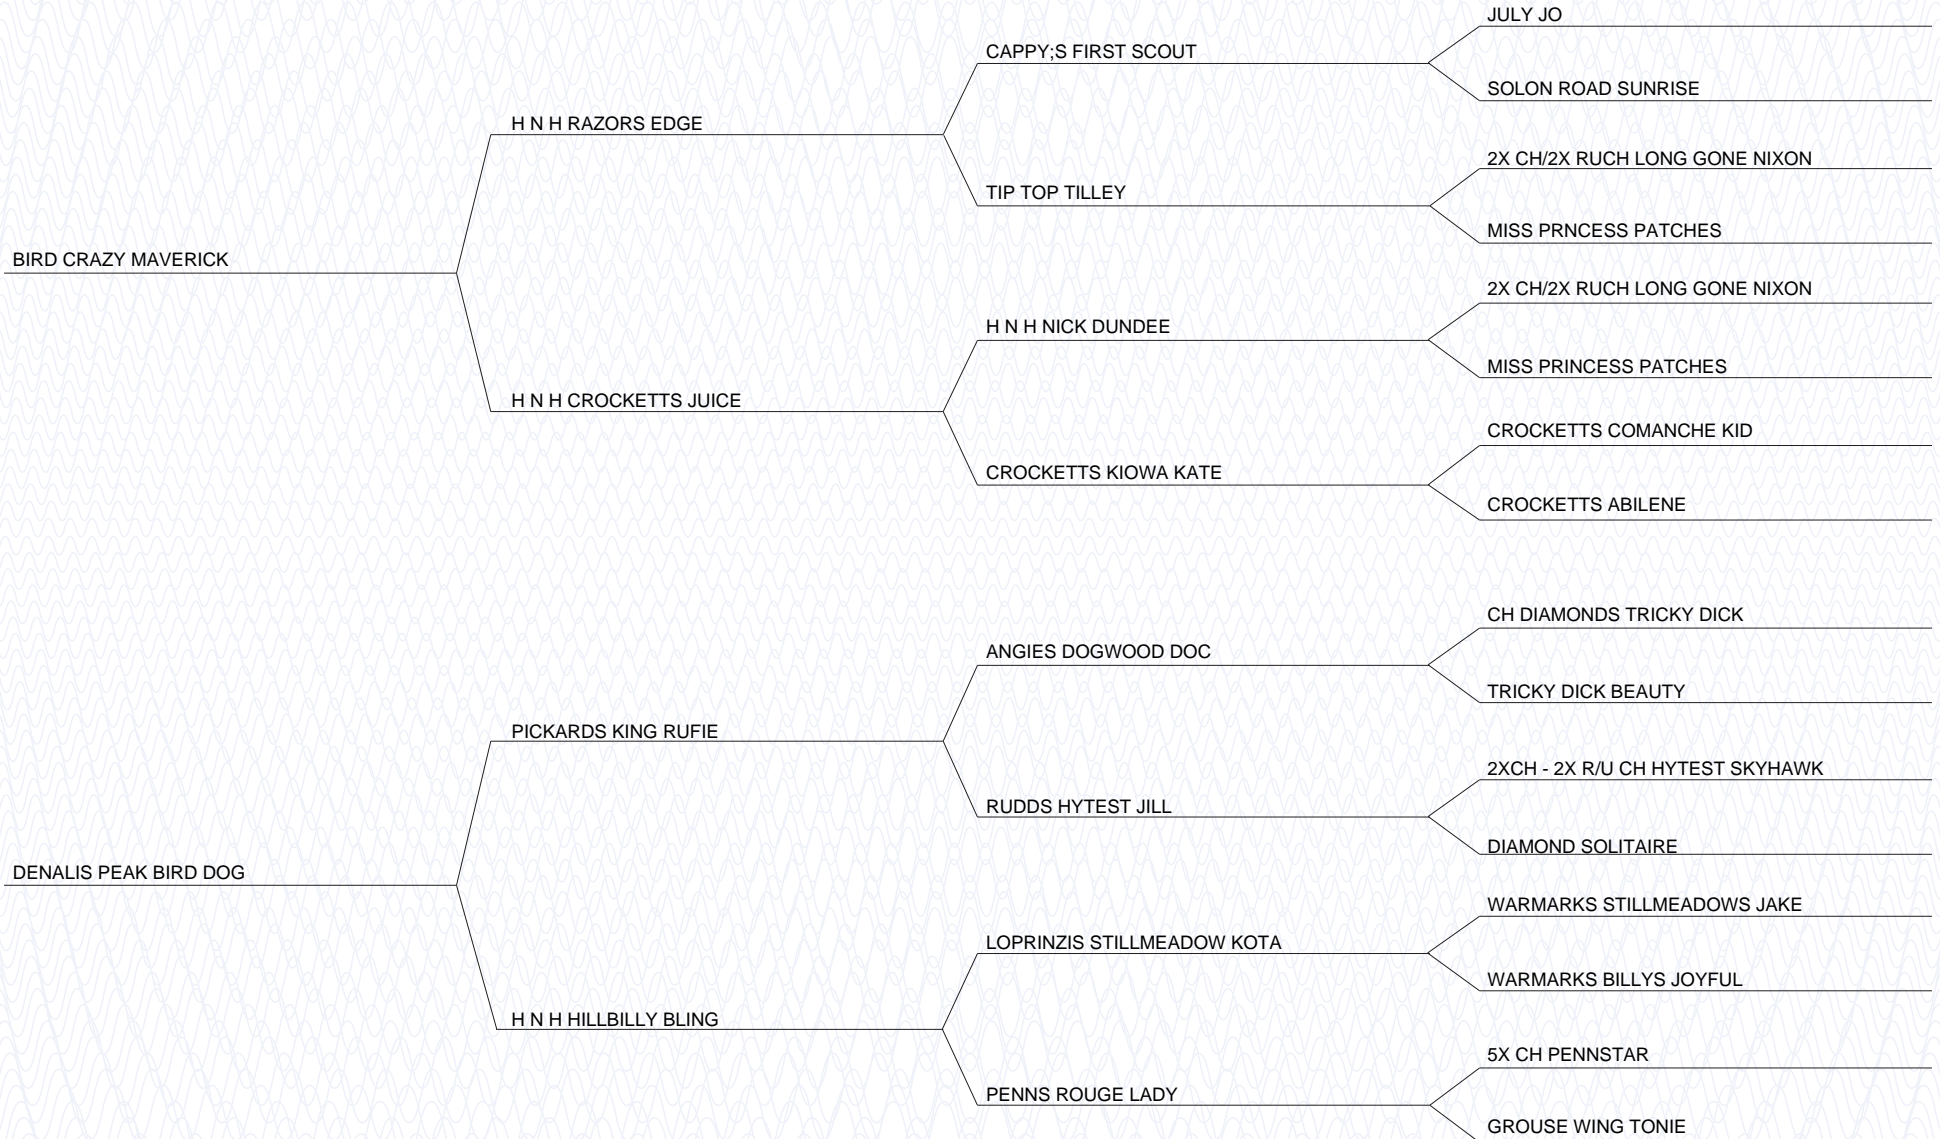 JULY JO
CAPPY;S FIRST SCOUT
SOLON ROAD SUNRISE
H N H RAZORS EDGE
2X CH/2X RUCH LONG GONE NIXON
TIP TOP TILLEY
MISS PRNCESS PATCHES
BIRD CRAZY MAVERICK
2X CH/2X RUCH LONG GONE NIXON
H N H NICK DUNDEE
MISS PRINCESS PATCHES
H N H CROCKETTS JUICE
CROCKETTS COMANCHE KID
CROCKETTS KIOWA KATE
CROCKETTS ABILENE
CH DIAMONDS TRICKY DICK
ANGIES DOGWOOD DOC
TRICKY DICK BEAUTY
PICKARDS KING RUFIE
2XCH - 2X R/U CH HYTEST SKYHAWK
RUDDS HYTEST JILL
DIAMOND SOLITAIRE
DENALIS PEAK BIRD DOG
WARMARKS STILLMEADOWS JAKE
LOPRINZIS STILLMEADOW KOTA
WARMARKS BILLYS JOYFUL
H N H HILLBILLY BLING
5X CH PENNSTAR
PENNS ROUGE LADY
GROUSE WING TONIE